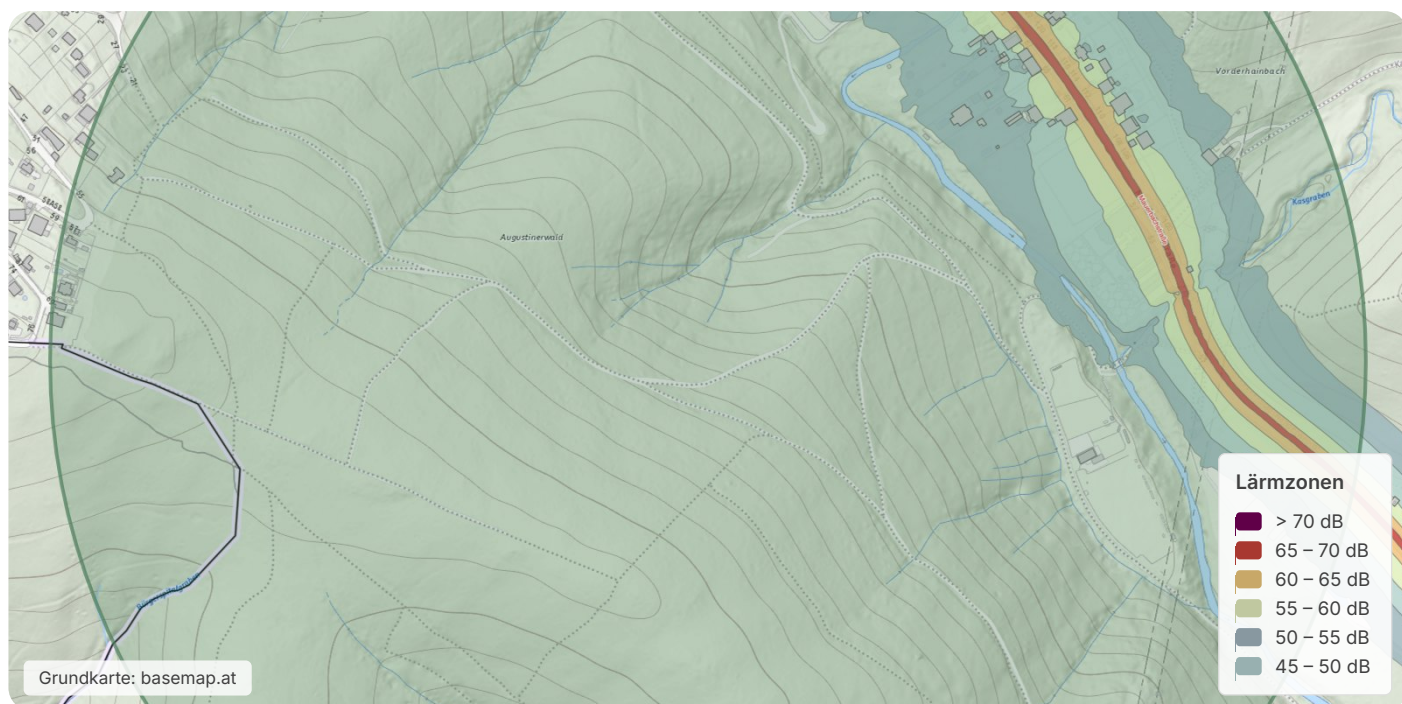 Vorderhainbach
Kasgraben
Mauerbachstraße
Augustinerwald
Lärmzonen
> 70 dB
65 – 70 dB
60 – 65 dB
55 – 60 dB
50 – 55 dB
45 – 50 dB
Grundkarte: basemap.at